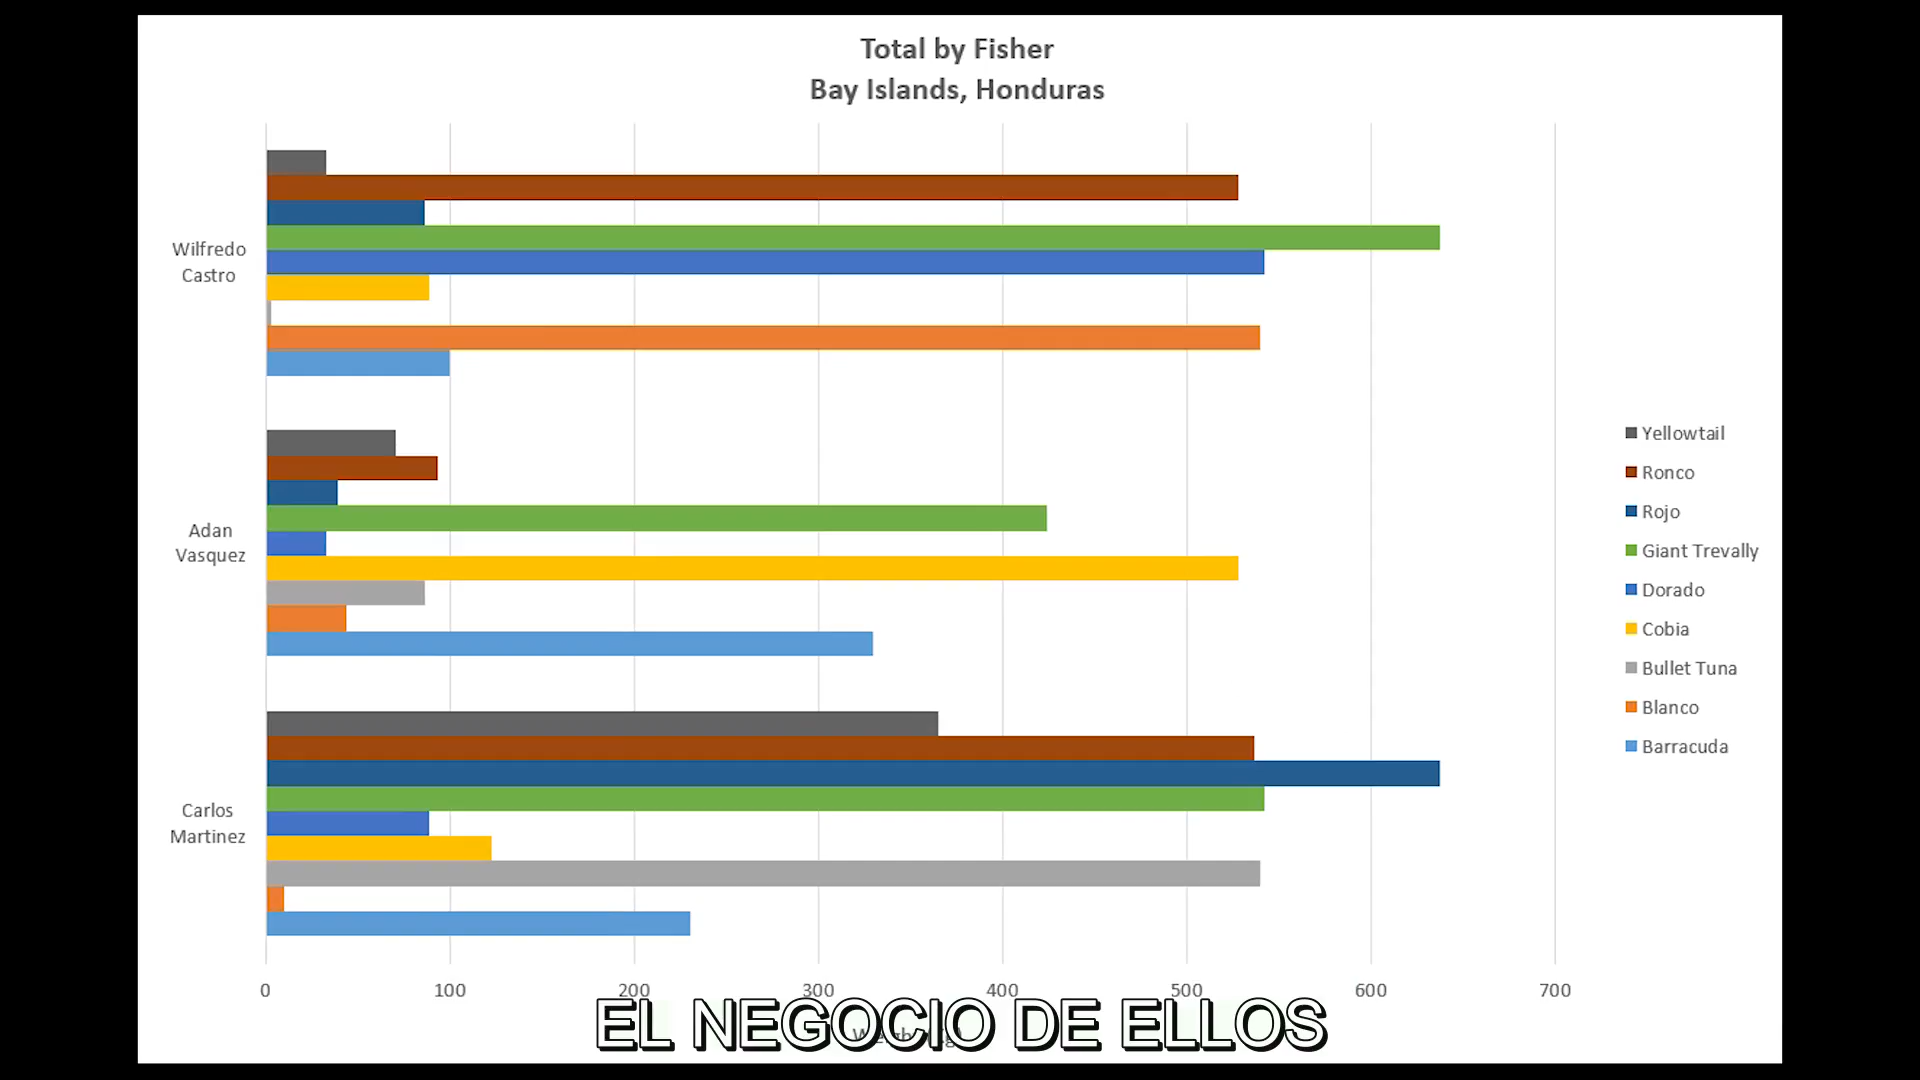 Total by Fisher
Bay Islands, Honduras
Wilfredo
Castro
Adan
Vasquez
Carlos
Martinez
Yellowtail
Ronco
Rojo
Giant Trevally
Dorado
Cobia
Bullet Tuna
Blanco
Barracuda
0 100 200 300 400 500 600 700
EL NEGOCIO DE ELLOS